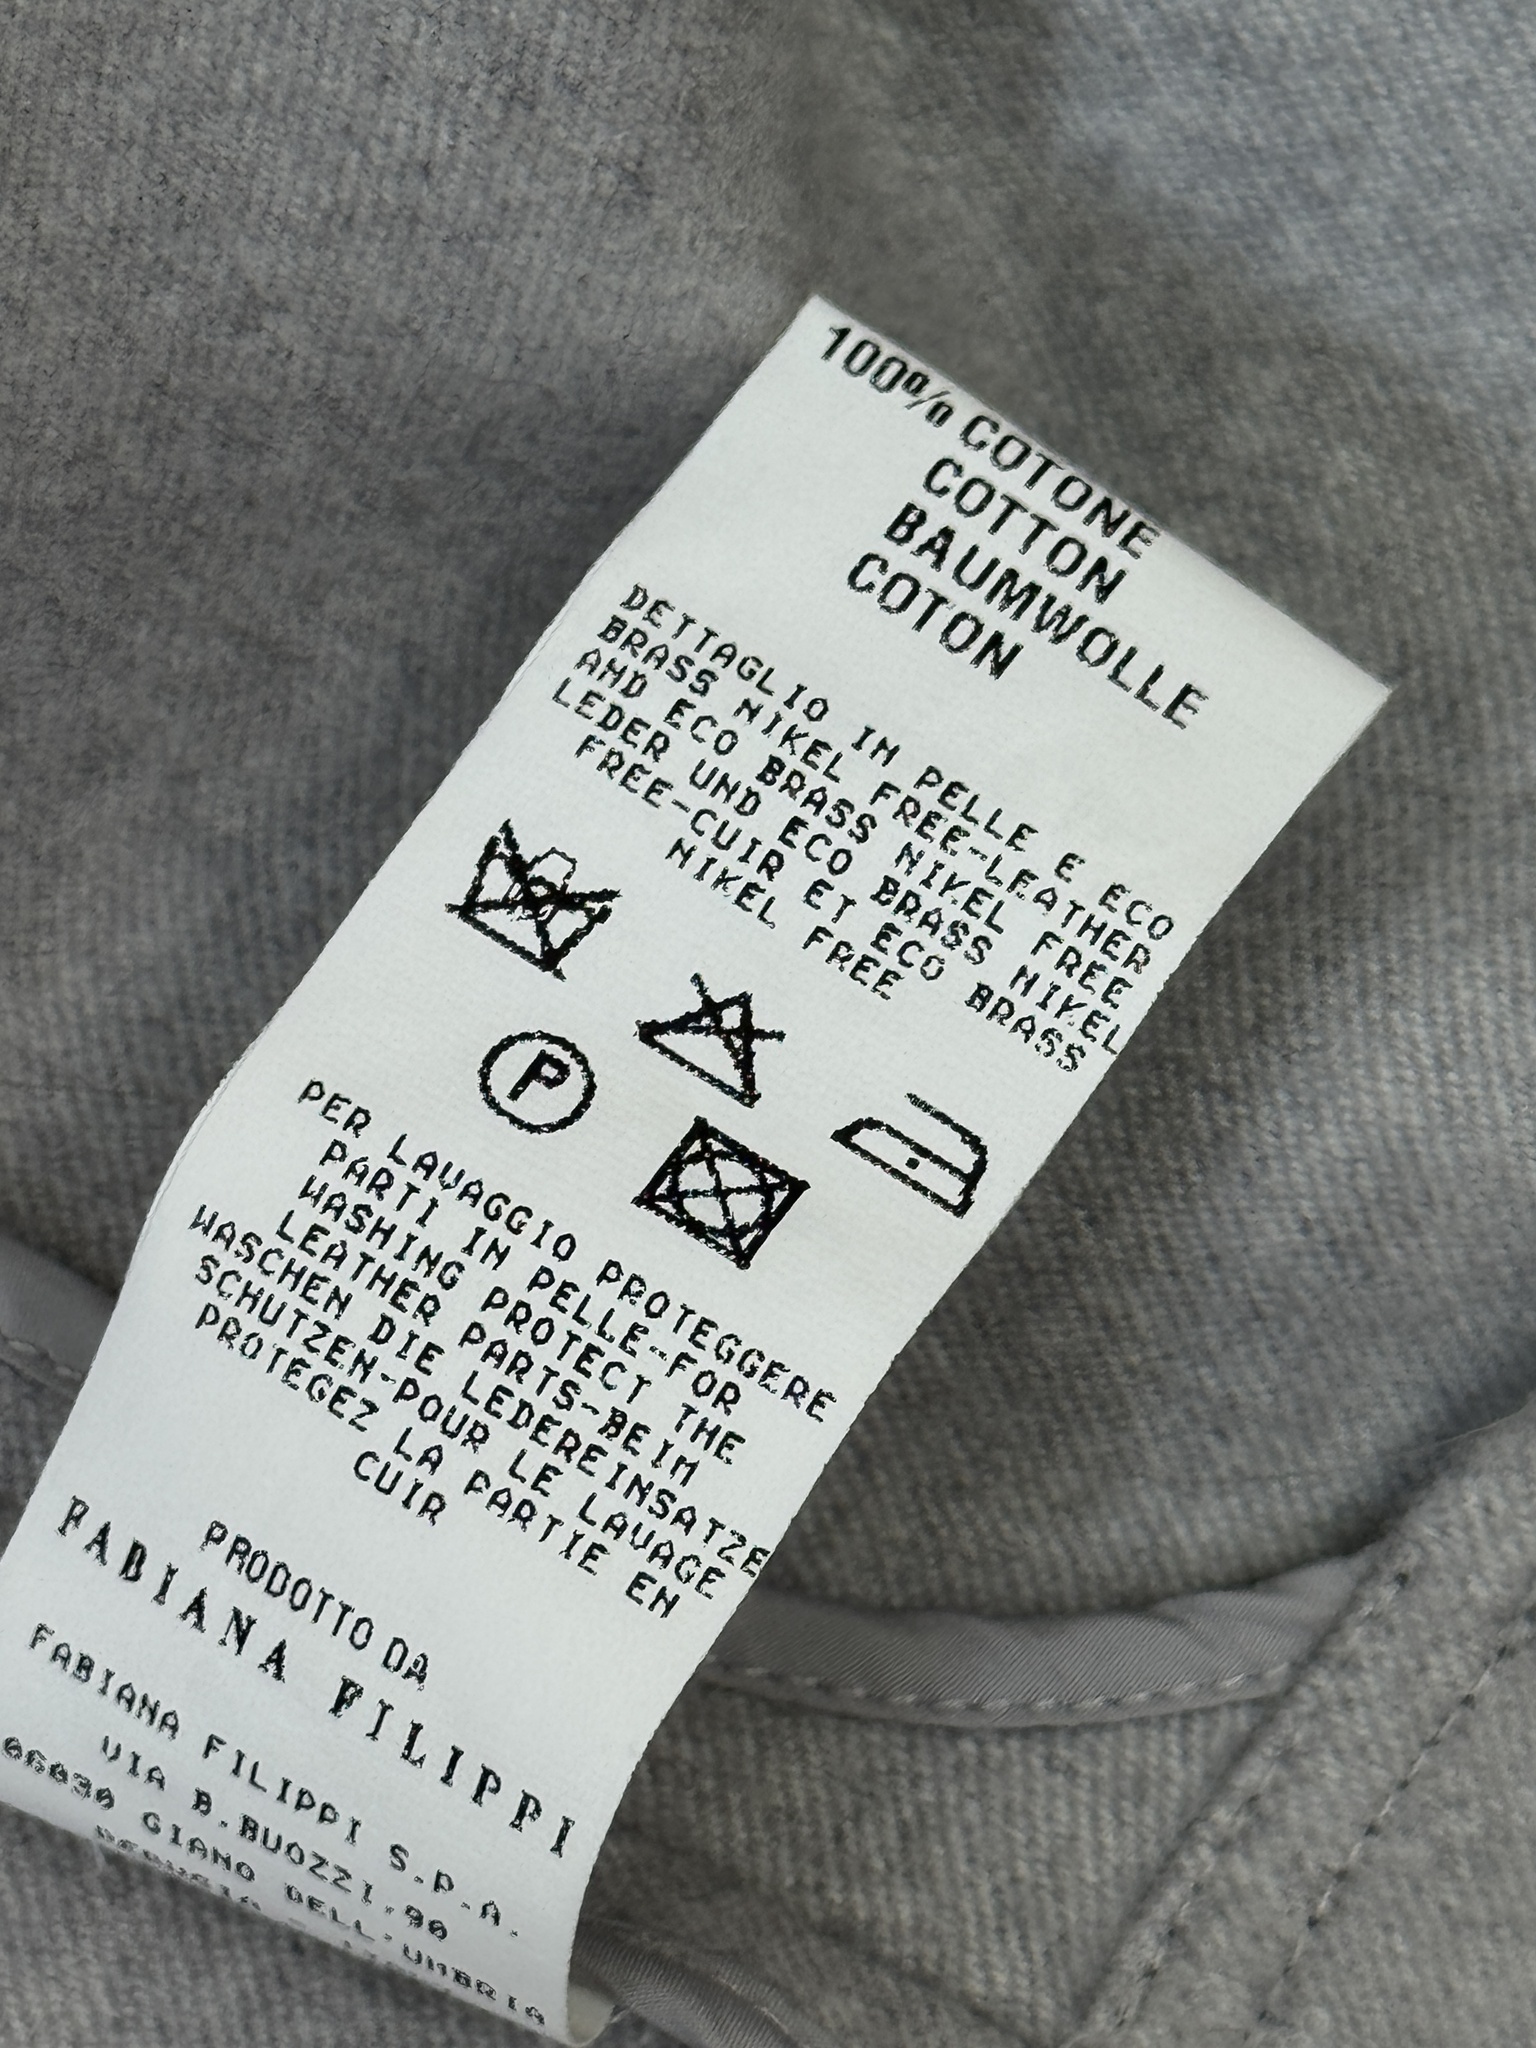 100% COTONE
COTTON
BAUMWOLLE
COTON
DETTAGLIO IN PELLE E ECO
BRASS NIKEL FREE-LEATHER
AND ECO BRASS NIKEL FREE
LEDER UND ECO BRASS NIKEL
FREE-CUIR ET ECO BRASS
NIKEL FREE
P
PER LAVAGGIO PROTEGGERE
PARTI IN PELLE-FOR
WASHING PROTECT THE
LEATHER PARTS-BEIM
WASCHEN DIE LEDEREINSATZE
SCHUTZEN-POUR LE LAVAGE
PROTEGEZ LA PARTIE EN
CUIR
PRODOTTO DA
FABIANA FILIPPI
FABIANA FILIPPI S.P.A.
VIA B.BUOZZI,90
06030 GIANO DELL'UMBRIA
PERUGIA